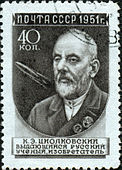 ПОЧТА СССР 1951г.
40
КОП.
К.Э. ЦИОЛКОВСКИЙ
ВЫДАЮЩИЙСЯ РУССКИЙ
УЧЕНЫЙ, ИЗОБРЕТАТЕЛЬ